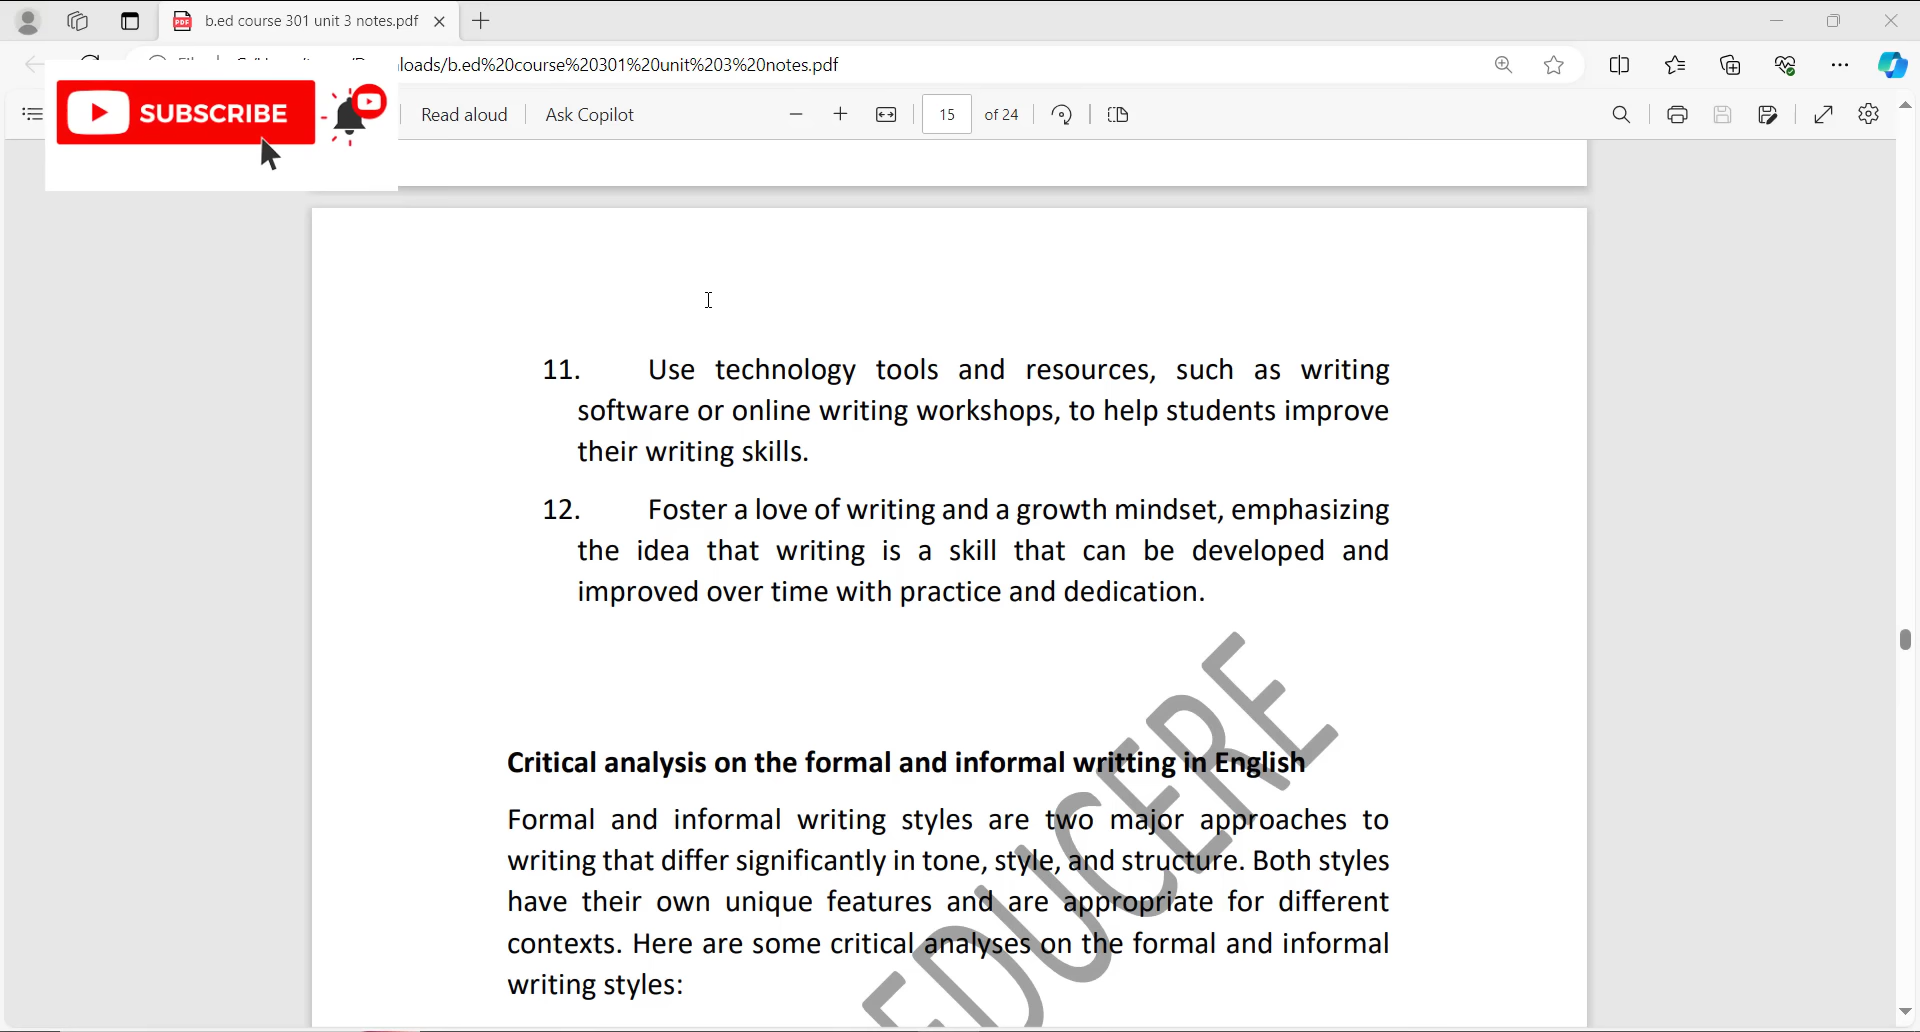 b.ed course 301 unit 3 notes.pdf
loads/b.ed%20course%20301%20unit%203%20notes.pdf
SUBSCRIBE
Read aloud
Ask Copilot
15 of 24
11. Use technology tools and resources, such as writing
software or online writing workshops, to help students improve
their writing skills.
12. Foster a love of writing and a growth mindset, emphasizing
the idea that writing is a skill that can be developed and
improved over time with practice and dedication.
Critical analysis on the formal and informal writting in English
Formal and informal writing styles are two major approaches to
writing that differ significantly in tone, style, and structure. Both styles
have their own unique features and are appropriate for different
contexts. Here are some critical analyses on the formal and informal
writing styles:
EDUCERE